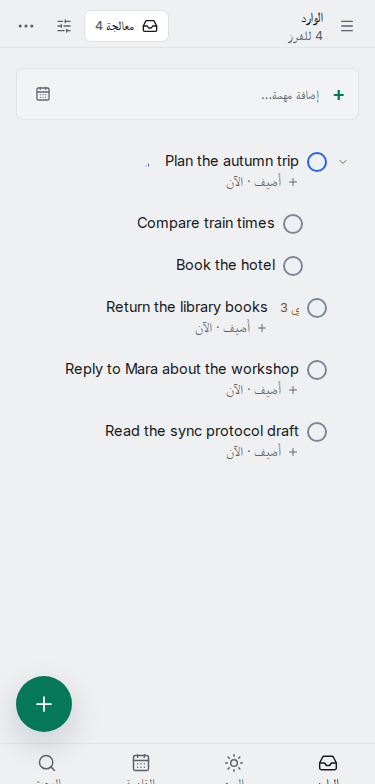 الوارد
4 للفرز
معالجة 4
إضافة مهمة...
Plan the autumn trip
أضيف · الآن
Compare train times
Book the hotel
3 ي Return the library books
أضيف · الآن
Reply to Mara about the workshop
أضيف · الآن
Read the sync protocol draft
أضيف · الآن